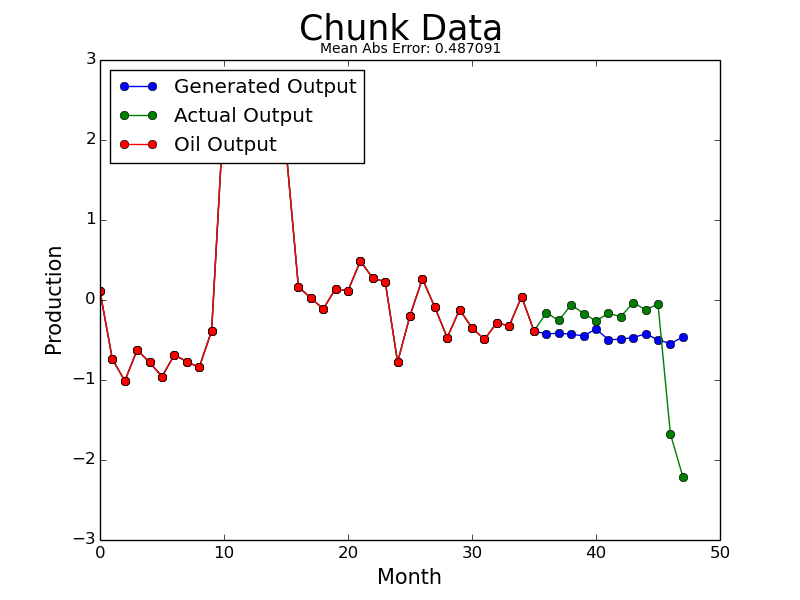 Chunk Data
Mean Abs Error: 0.487091
Generated Output
Actual Output
Oil Output
3
2
1
0
−1
−2
−3
Production
0 10 20 30 40 50
Month